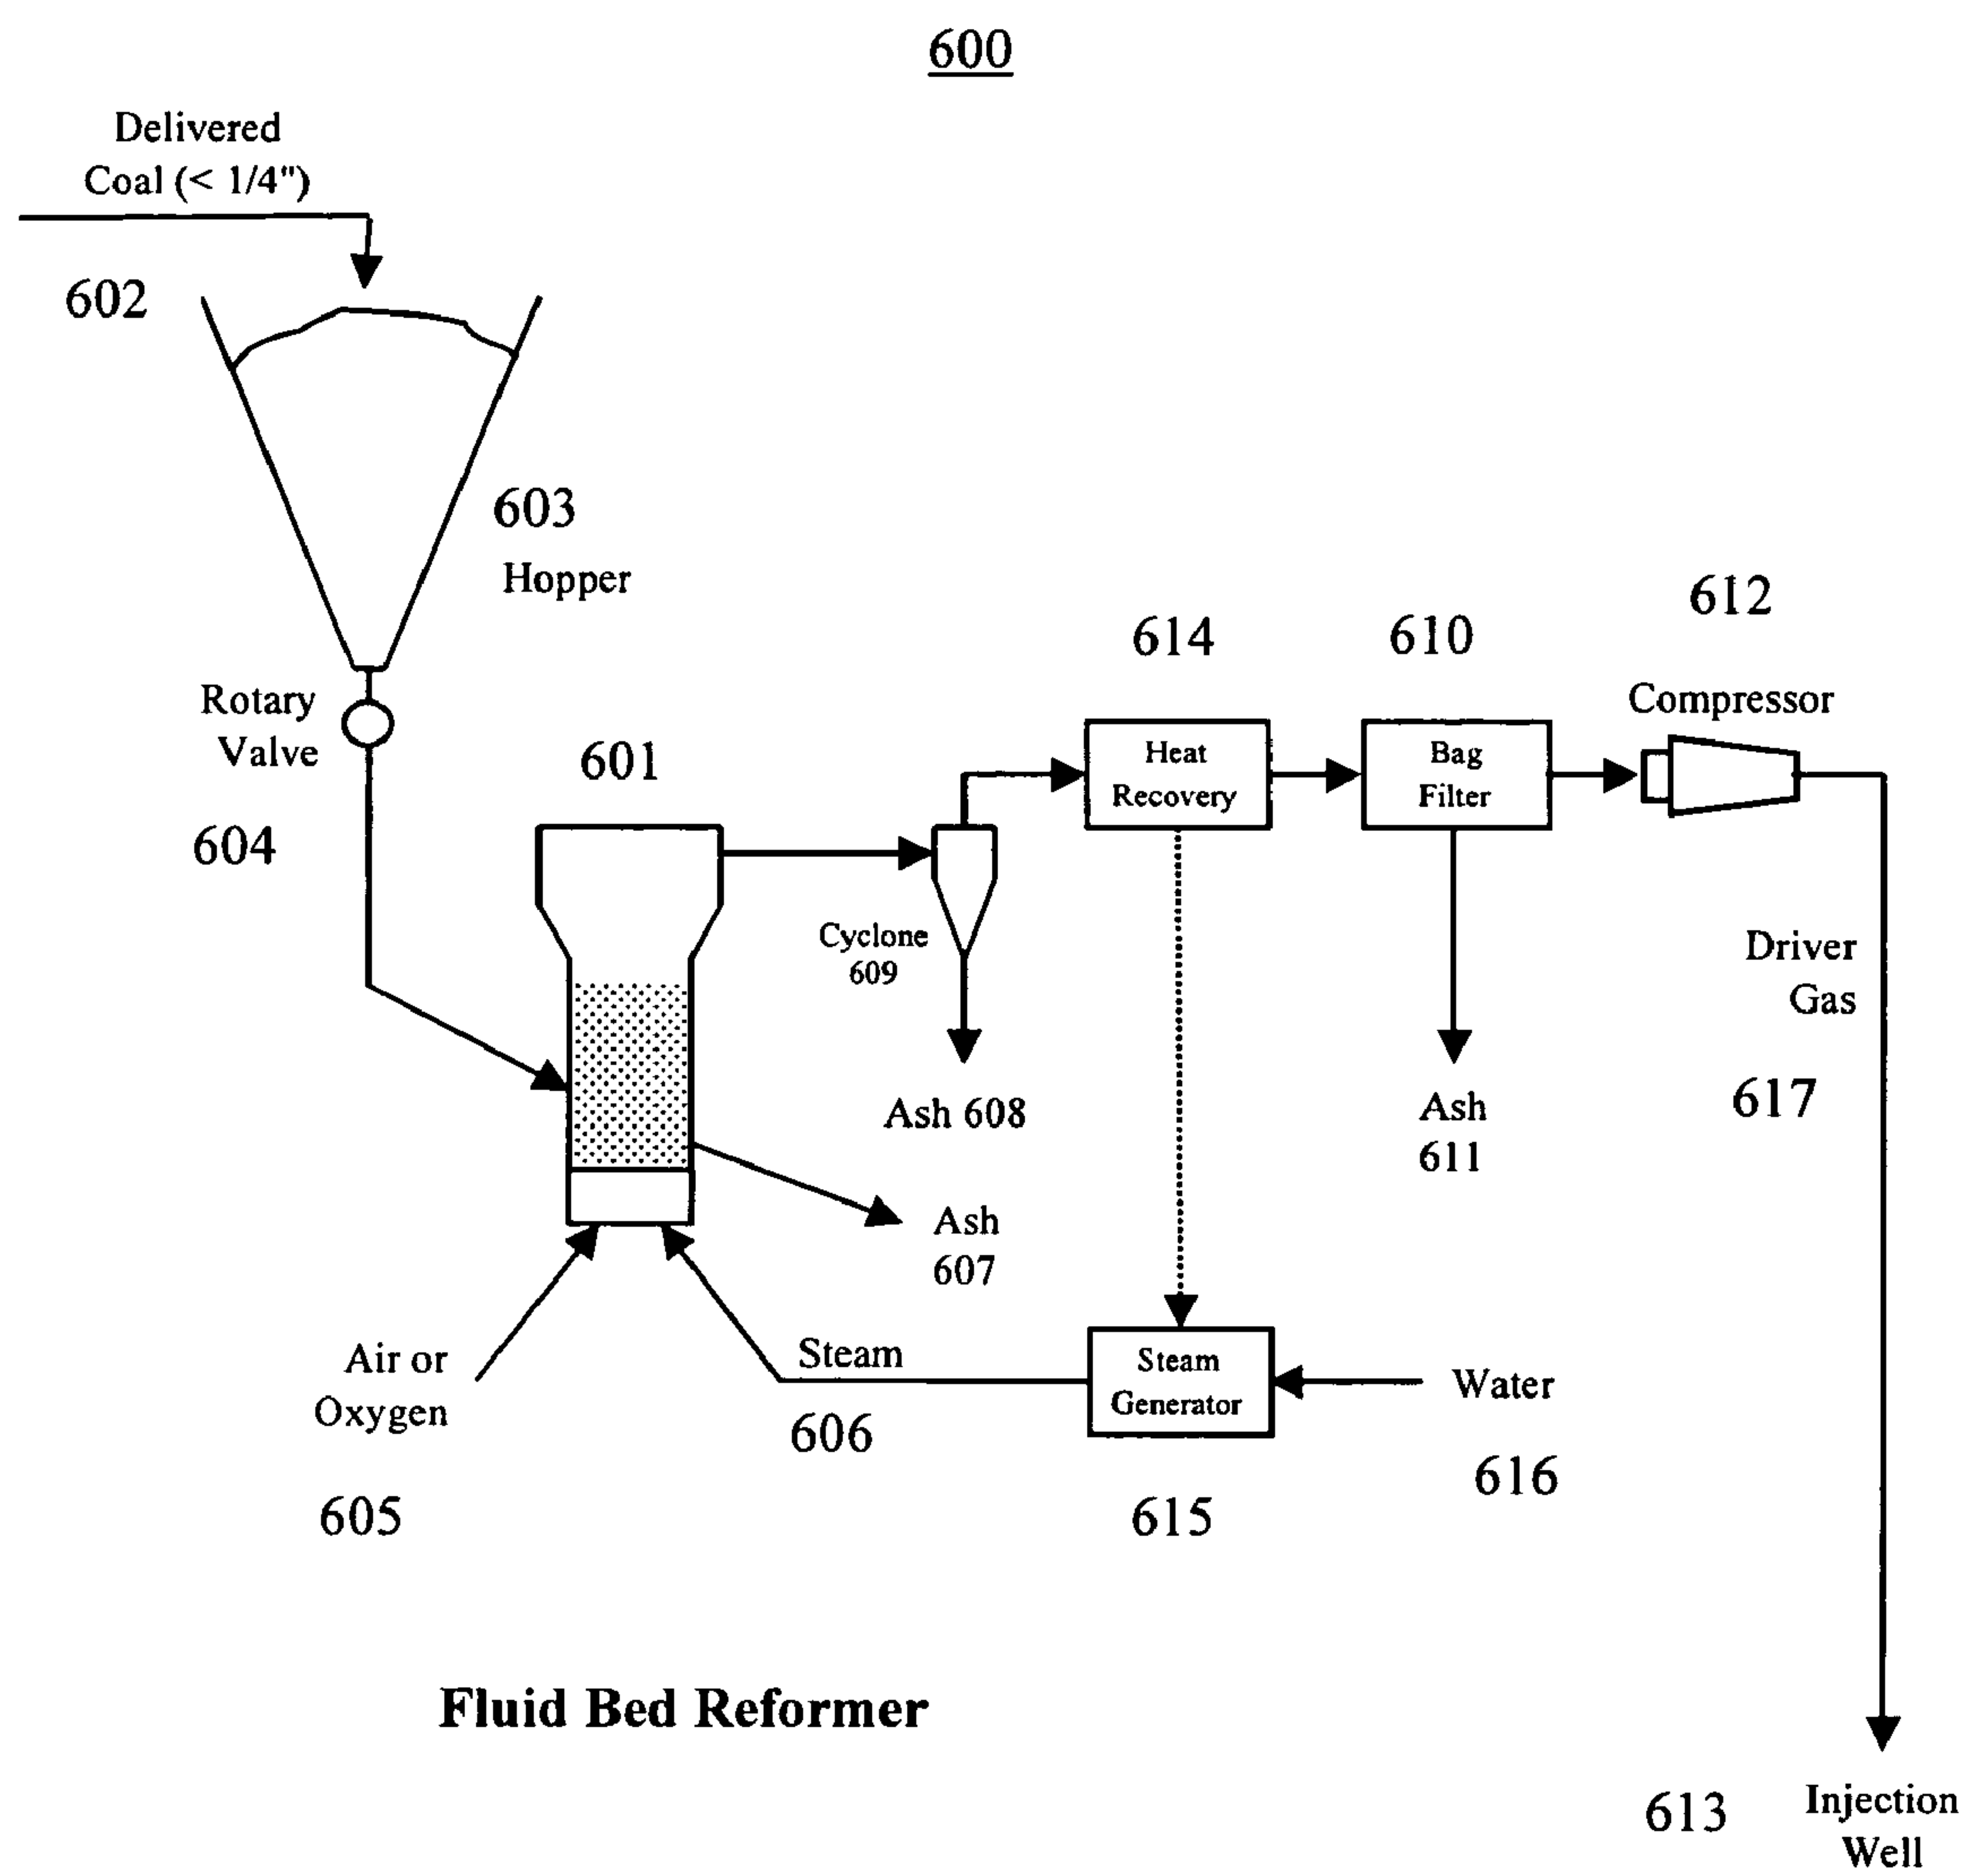 600
Delivered
Coal (< 1/4")
602
603
Hopper
Rotary
Valve
604
601
614
610
612
Compressor
Heat
Recovery
Bag
Filter
Cyclone
609
Driver
Gas
617
Ash 608
Ash
611
Ash
607
Air or
Oxygen
605
Steam
606
Steam
Generator
615
Water
616
Fluid Bed Reformer
613
Injection
Well